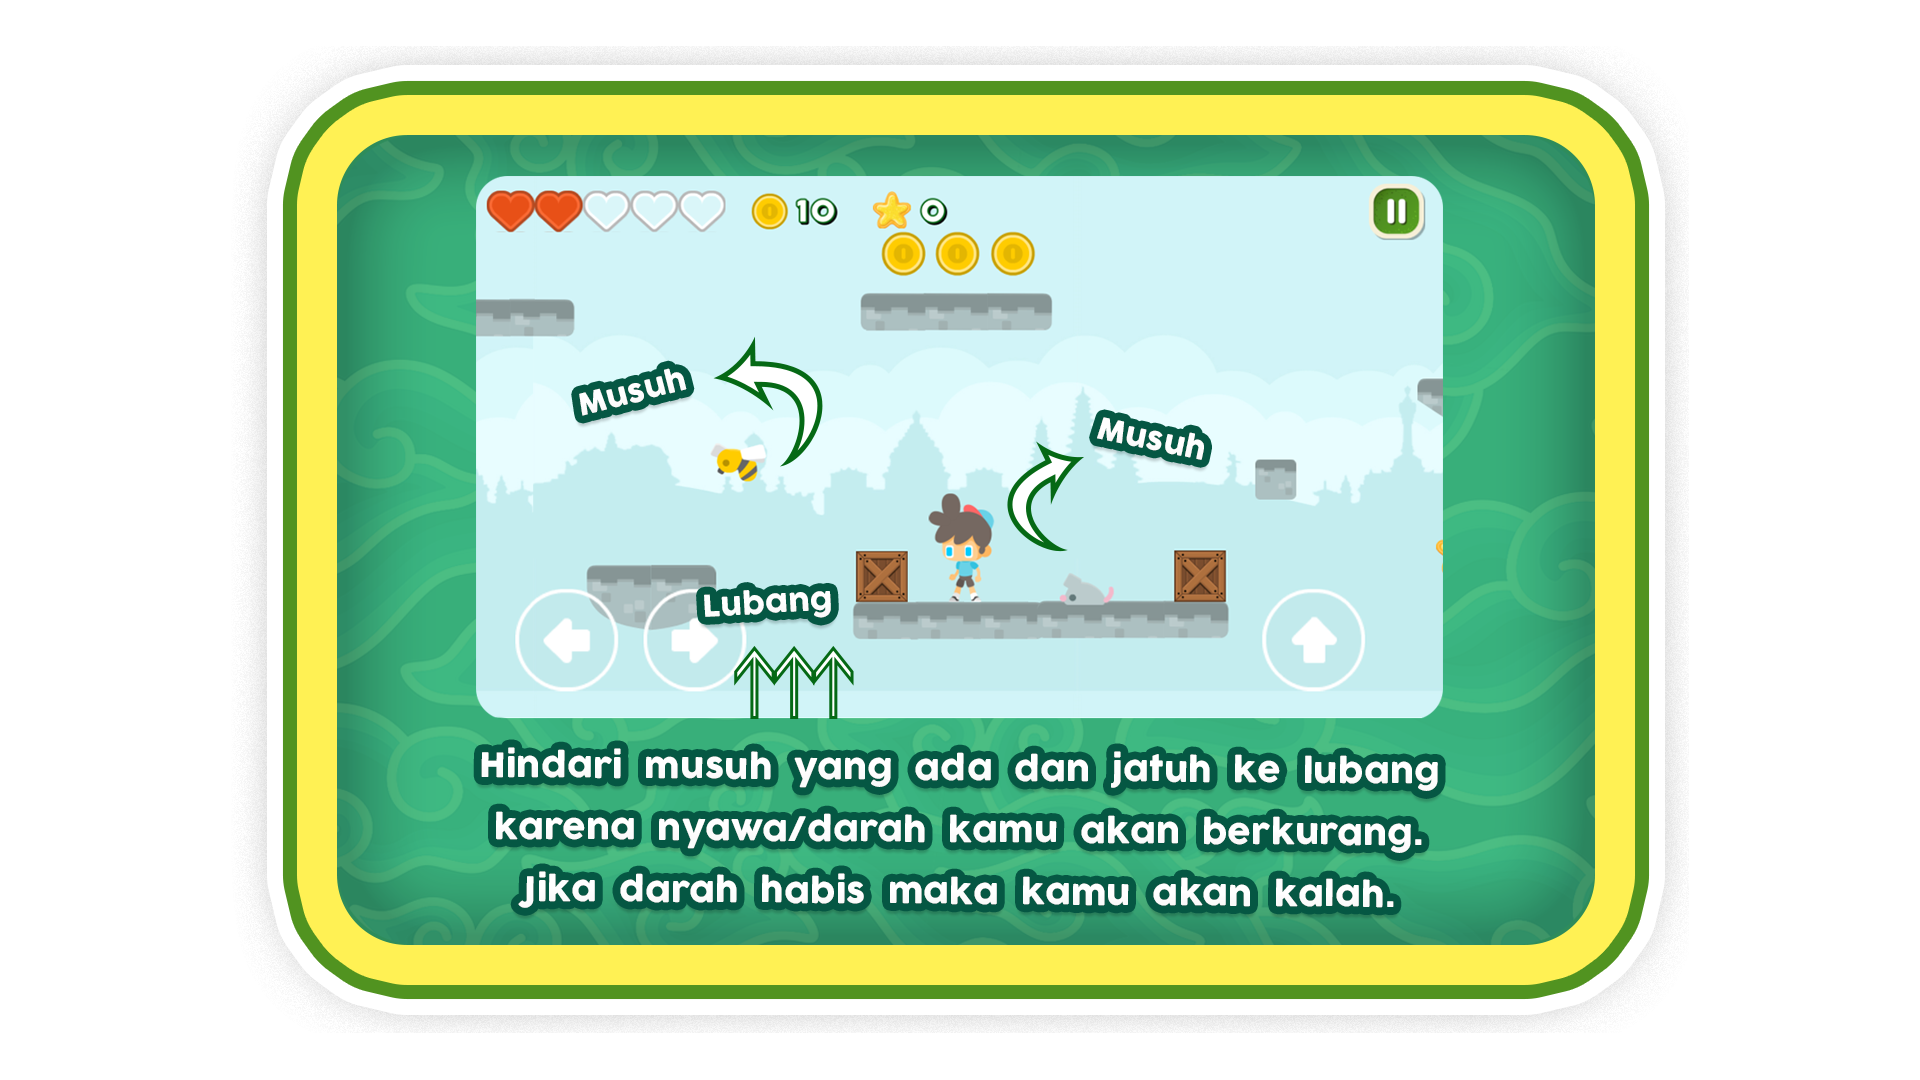 10 0
Musuh
Musuh
Lubang
Hindari musuh yang ada dan jatuh ke lubang
karena nyawa/darah kamu akan berkurang.
Jika darah habis maka kamu akan kalah.